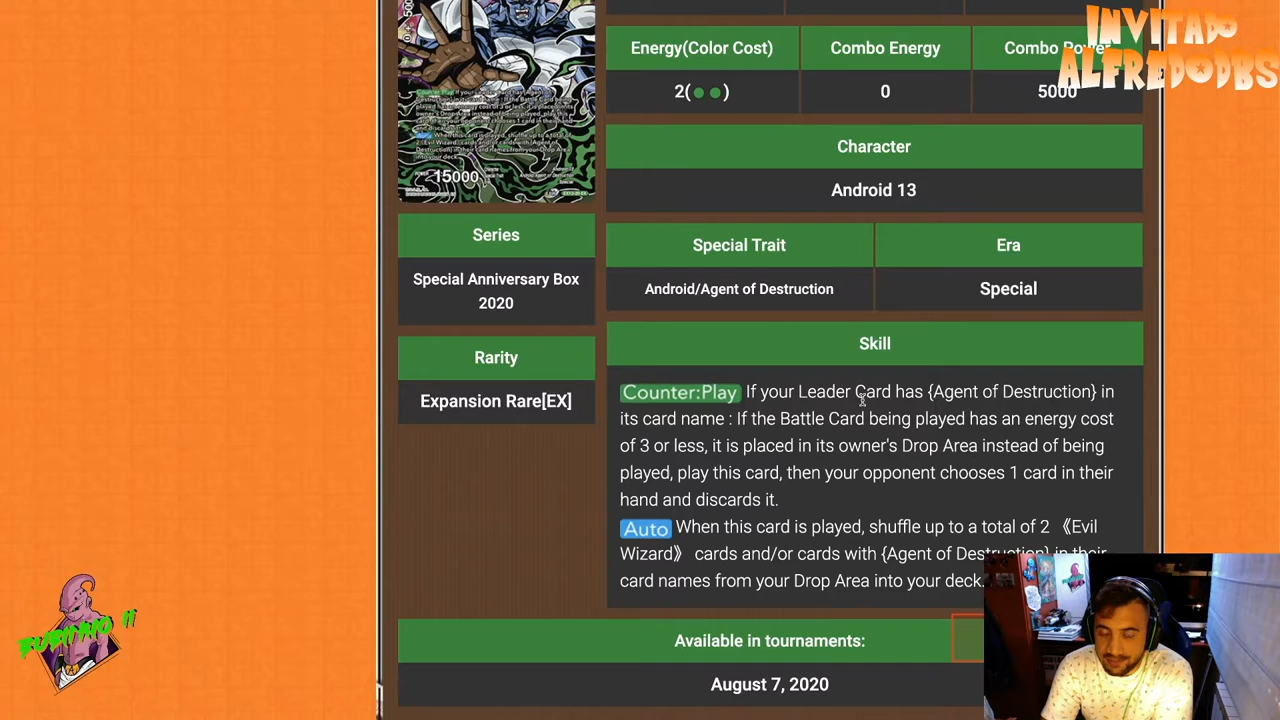 INVITADO
ALFREDODBS
Energy(Color Cost)
Combo Energy
Combo Power
2( )
0
5000
Character
Android 13
Special Trait
Era
Android/Agent of Destruction
Special
Series
Special Anniversary Box
2020
Rarity
Expansion Rare[EX]
Skill
Counter:Play If your Leader Card has {Agent of Destruction} in
its card name : If the Battle Card being played has an energy cost
of 3 or less, it is placed in its owner's Drop Area instead of being
played, play this card, then your opponent chooses 1 card in their
hand and discards it.
Auto When this card is played, shuffle up to a total of 2 《Evil
Wizard》 cards and/or cards with {Agent of Destruction} in their
card names from your Drop Area into your deck.
Available in tournaments:
August 7, 2020
15000